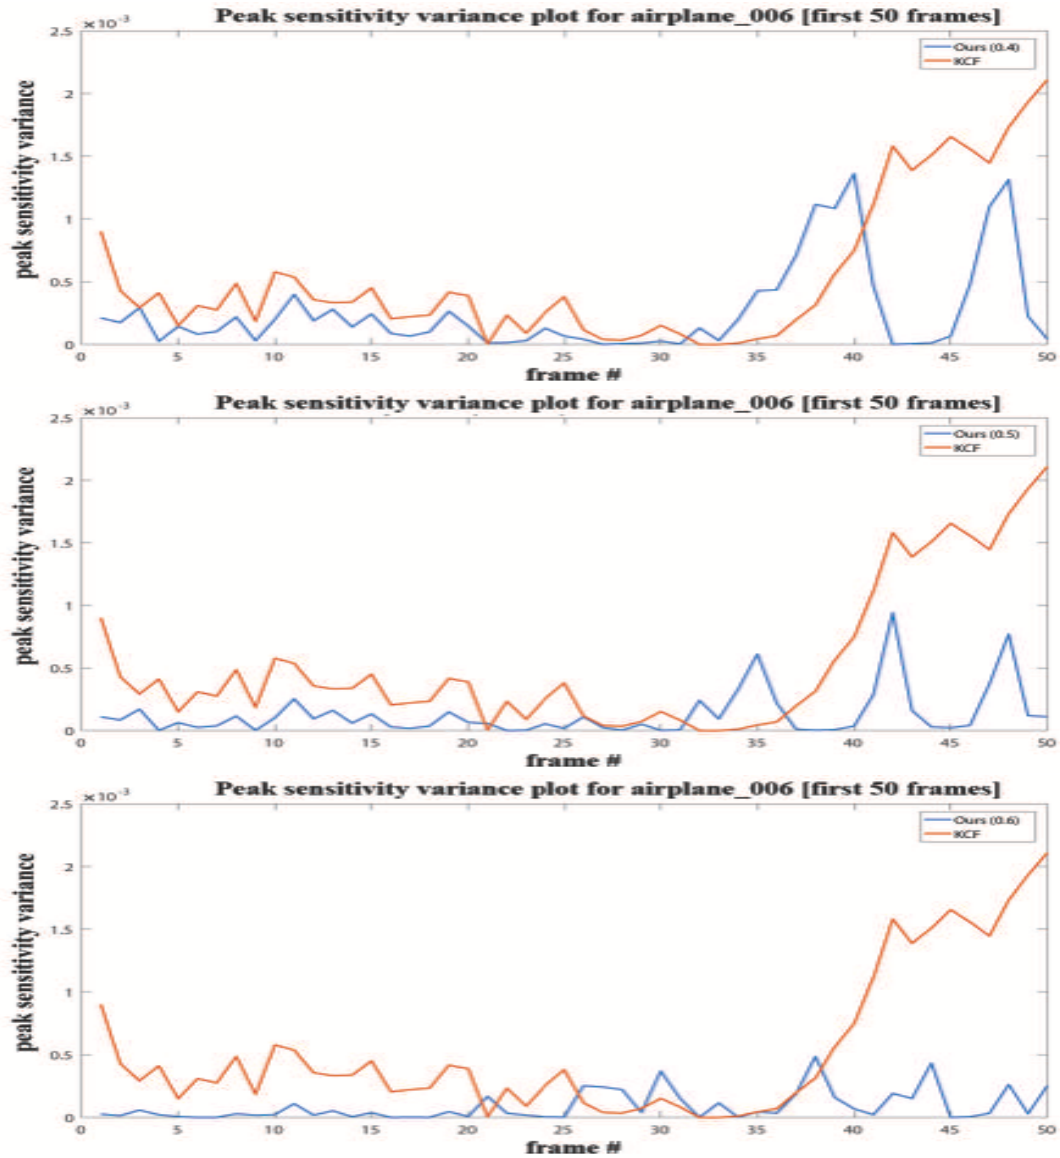 Peak sensitivity variance plot for airplane_006 [first 50 frames]
×10-3
2.5
2
1.5
1
0.5
0
peak sensitivity variance
Ours (0.4)
KCF
0 5 10 15 20 25 30 35 40 45 50
frame #
Peak sensitivity variance plot for airplane_006 [first 50 frames]
×10-3
2.5
2
1.5
1
0.5
0
peak sensitivity variance
Ours (0.5)
KCF
0 5 10 15 20 25 30 35 40 45 50
frame #
Peak sensitivity variance plot for airplane_006 [first 50 frames]
×10-3
2.5
2
1.5
1
0.5
0
peak sensitivity variance
Ours (0.6)
KCF
0 5 10 15 20 25 30 35 40 45 50
frame #